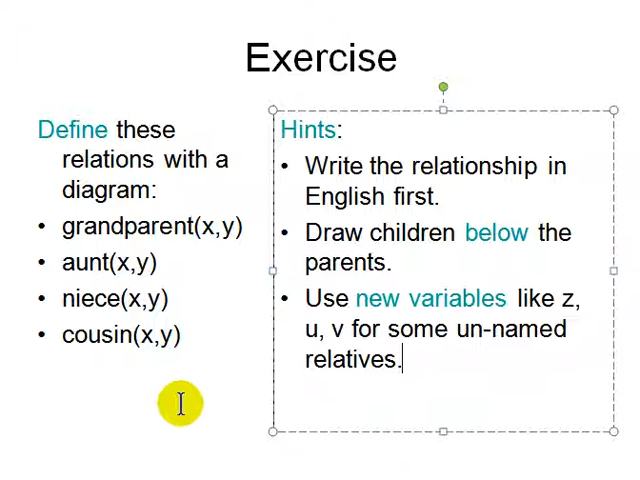 Exercise
Define these
relations with a
diagram:
• grandparent(x,y)
• aunt(x,y)
• niece(x,y)
• cousin(x,y)
Hints:
• Write the relationship in
English first.
• Draw children below the
parents.
• Use new variables like z,
u, v for some un-named
relatives.